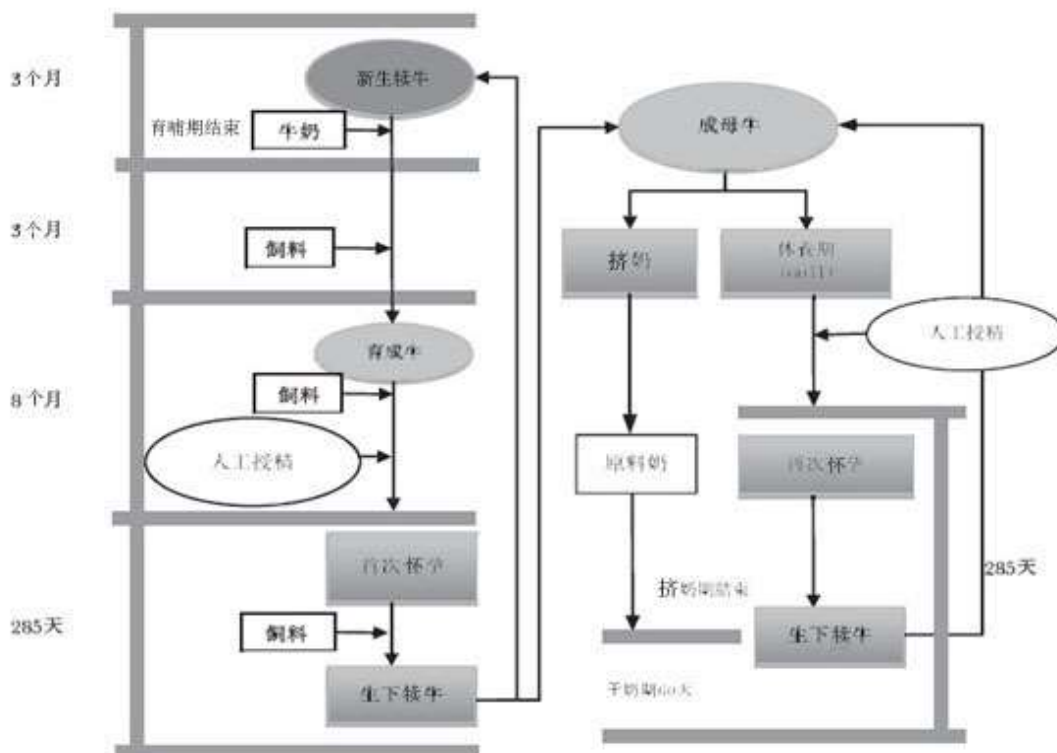 3个月
新生犊牛
育哺期结束
牛奶
3个月
飼料
育成牛
8个月
飼料
人工授精
首次怀孕
285天
飼料
生下犊牛
成母牛
挤奶
人工授精
原料奶
再次怀孕
挤奶期结束
285天
生下犊牛
干奶期60天